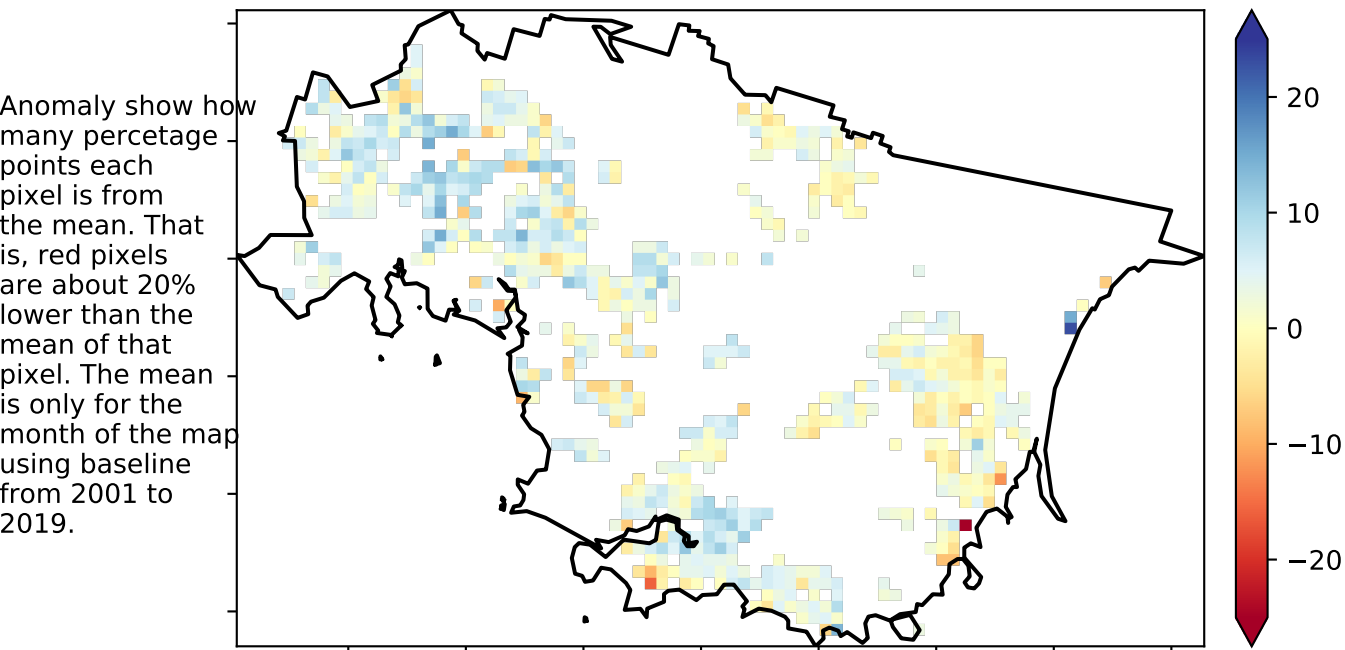 Anomaly show how
many percetage
points each
pixel is from
the mean. That
is, red pixels
are about 20%
lower than the
mean of that
pixel. The mean
is only for the
month of the map
using baseline
from 2001 to
2019.
20
10
0
−10
−20